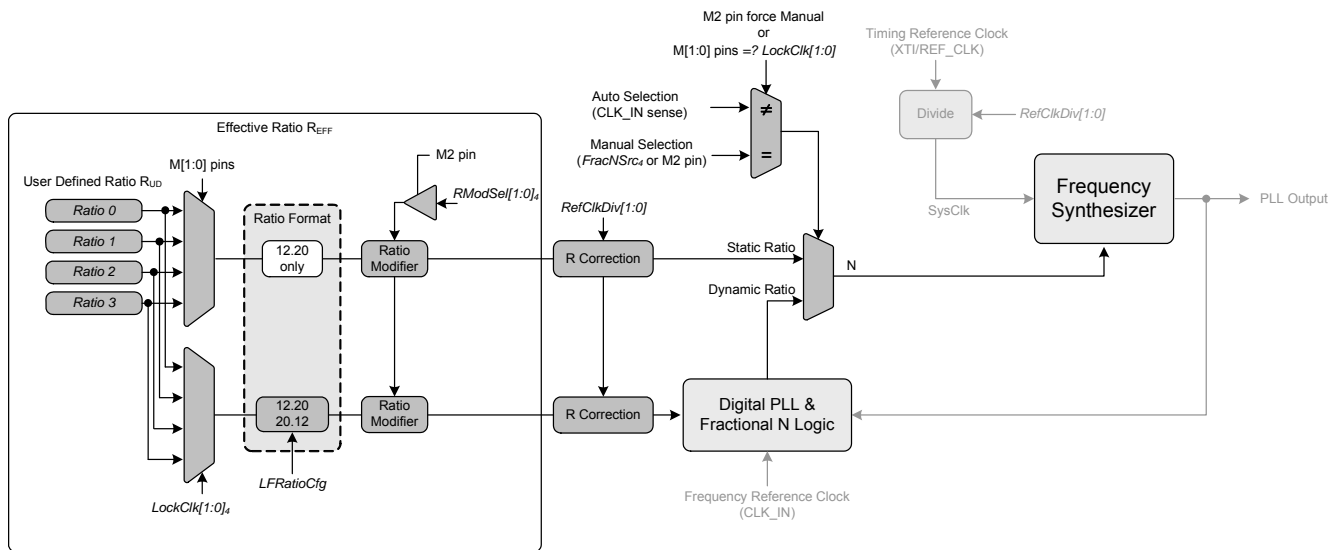 M2 pin force Manual
or
M[1:0] pins =? LockClk[1:0]
Timing Reference Clock
(XTI/REF_CLK)
Auto Selection
(CLK_IN sense)
≠
Divide
RefClkDiv[1:0]
Manual Selection
(FracNSrc4 or M2 pin)
=
Effective Ratio REFF
M[1:0] pins
M2 pin
User Defined Ratio RUD
RModSel[1:0]4
Ratio 0
Ratio 1
Ratio 2
Ratio 3
Ratio Format
12.20
only
Ratio
Modifier
RefClkDiv[1:0]
R Correction
Static Ratio
Dynamic Ratio
N
SysClk
Frequency
Synthesizer
PLL Output
12.20
20.12
Ratio
Modifier
R Correction
Digital PLL &
Fractional N Logic
LFRatioCfg
LockClk[1:0]4
Frequency Reference Clock
(CLK_IN)